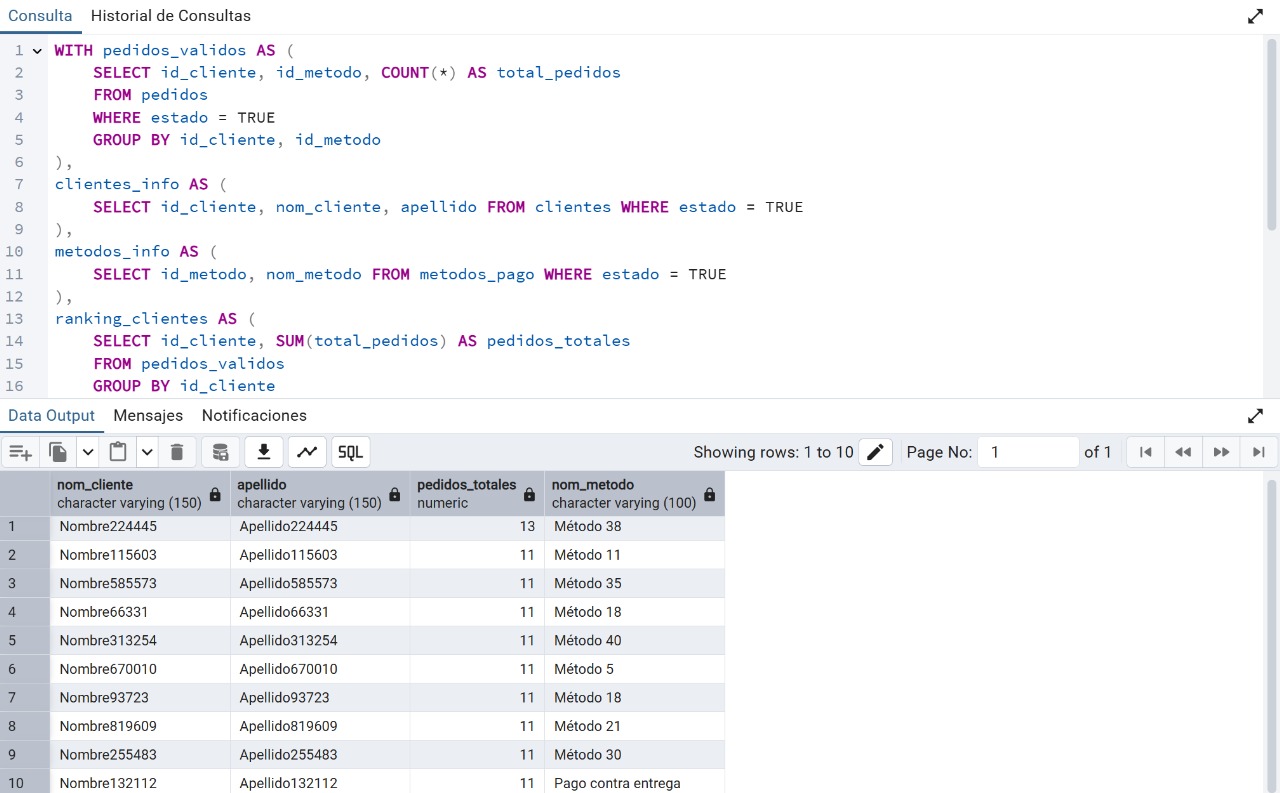 Consulta Historial de Consultas
1 WITH pedidos_validos AS (
2 SELECT id_cliente, id_metodo, COUNT(*) AS total_pedidos
3 FROM pedidos
4 WHERE estado = TRUE
5 GROUP BY id_cliente, id_metodo
6 ),
7 clientes_info AS (
8 SELECT id_cliente, nom_cliente, apellido FROM clientes WHERE estado = TRUE
9 ),
10 metodos_info AS (
11 SELECT id_metodo, nom_metodo FROM metodos_pago WHERE estado = TRUE
12 ),
13 ranking_clientes AS (
14 SELECT id_cliente, SUM(total_pedidos) AS pedidos_totales
15 FROM pedidos_validos
16 GROUP BY id_cliente
Data Output Mensajes Notificaciones
SQL Showing rows: 1 to 10 Page No: 1 of 1
nom_cliente apellido pedidos_totales nom_metodo
character varying (150) character varying (150) numeric character varying (100)
1 Nombre224445 Apellido224445 13 Método 38
2 Nombre115603 Apellido115603 11 Método 11
3 Nombre585573 Apellido585573 11 Método 35
4 Nombre66331 Apellido66331 11 Método 18
5 Nombre313254 Apellido313254 11 Método 40
6 Nombre670010 Apellido670010 11 Método 5
7 Nombre93723 Apellido93723 11 Método 18
8 Nombre819609 Apellido819609 11 Método 21
9 Nombre255483 Apellido255483 11 Método 30
10 Nombre132112 Apellido132112 11 Pago contra entrega